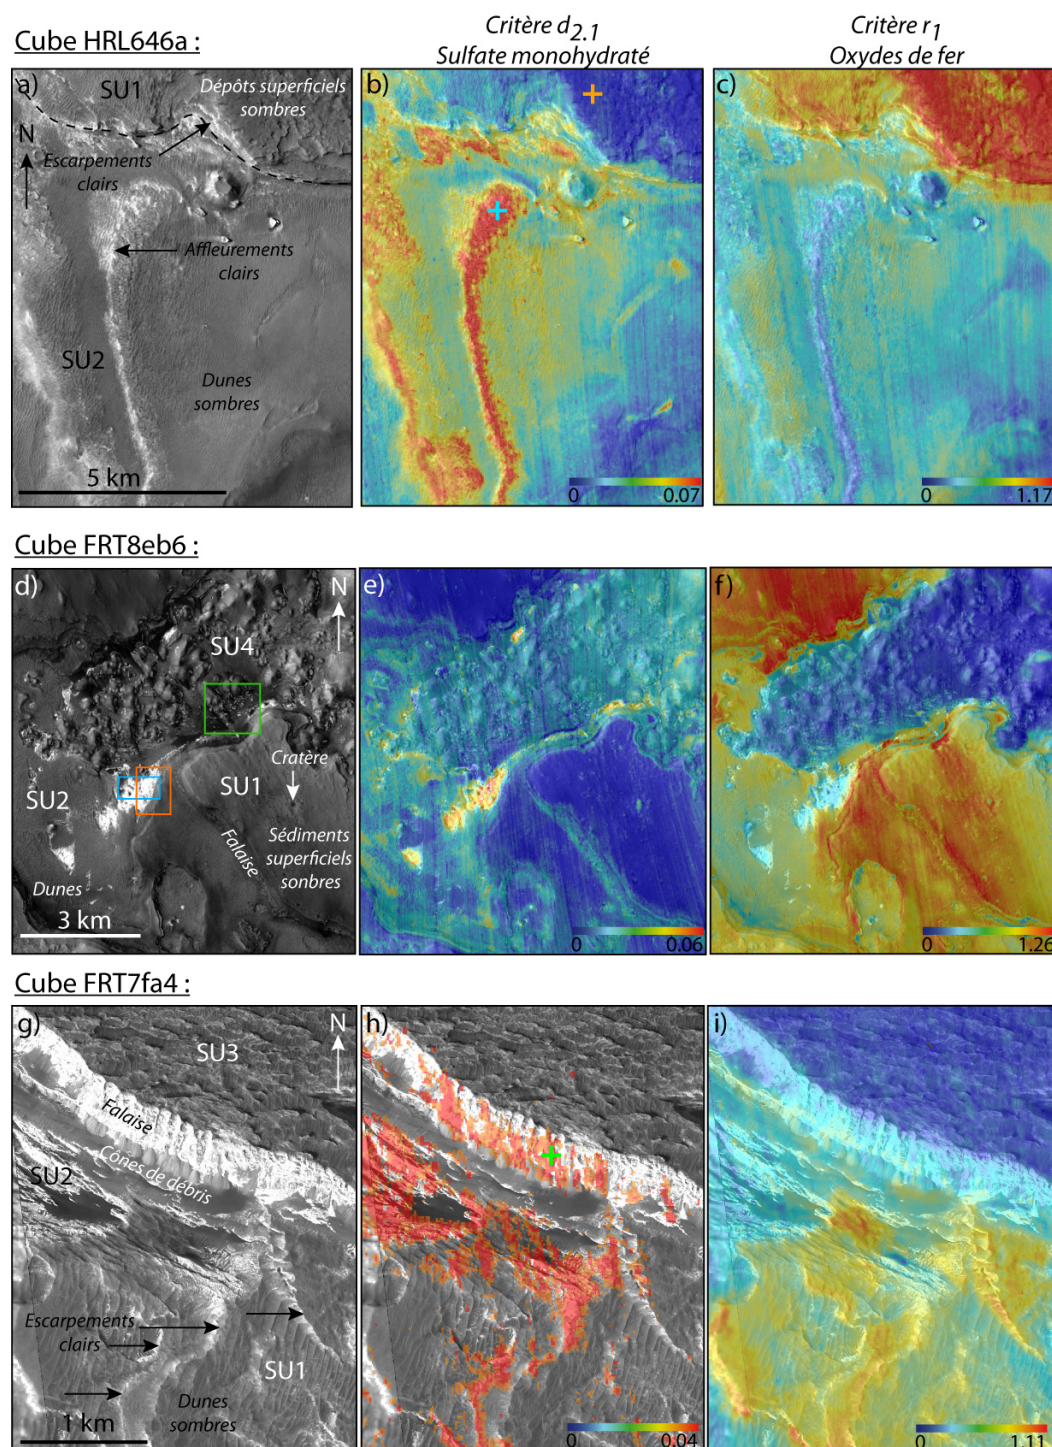 Cube HRL646a :
Critère d2.1
Sulfate monohydraté
Critère r1
Oxydes de fer
a)
SU1
Dépôts superficiels
sombres
N
Escarpements
clairs
Affleurements
clairs
SU2
Dunes
sombres
5 km
b)
0
0.07
c)
0
1.17
Cube FRT8eb6 :
d)
N
SU4
Cratère
SU1
SU2
Falaise
Sédiments
superficiels
sonbres
Dunes
3 km
e)
0
0.06
f)
0
1.26
Cube FRT7fa4 :
g)
N
SU3
Falaise
Cônes de débris
SU2
Escarpements
clairs
SU1
Dunes
sombres
1 km
h)
0
0.04
i)
0
1.11